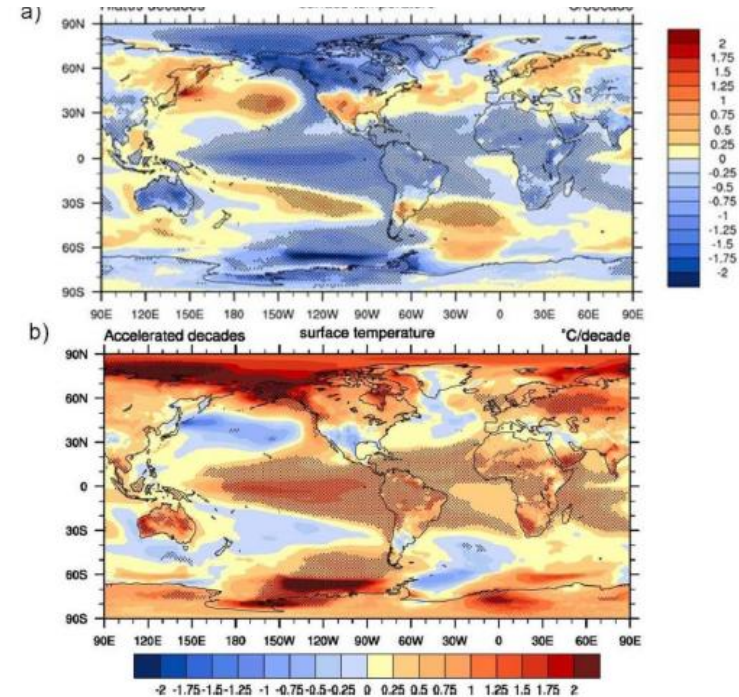 a)
surface temperature
90N
60N
30N
0
30S
60S
90S
90E 120E 150E 180 150W 120W 90W 60W 30W 0 30E 60E 90E
2
1.75
1.5
1.25
1
0.75
0.5
0.25
0
-0.25
-0.5
-0.75
-1
-1.25
-1.5
-1.75
-2
b)
Accelerated decades surface temperature °C/decade
90N
60N
30N
0
30S
60S
90S
90E 120E 150E 180 150W 120W 90W 60W 30W 0 30E 60E 90E
-2 -1.75 -1.5 -1.25 -1 -0.75 -0.5 -0.25 0 0.25 0.5 0.75 1 1.25 1.5 1.75 2